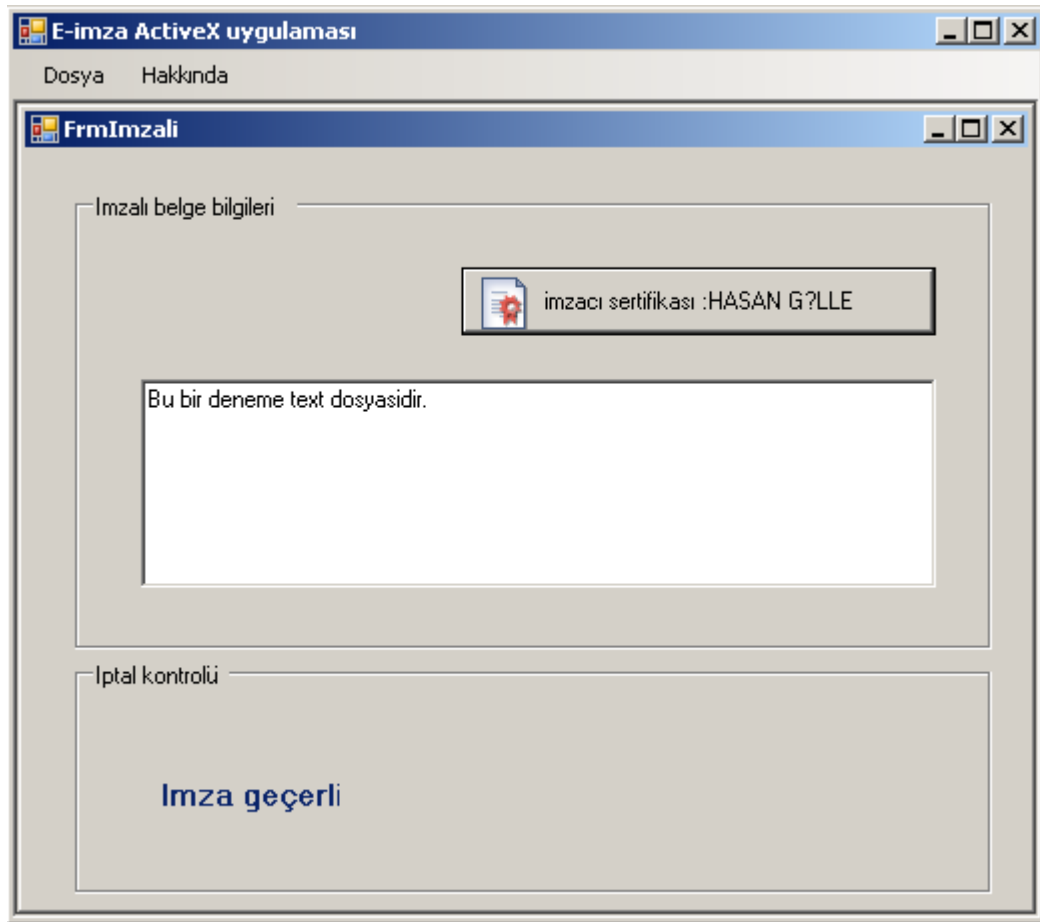 E-imza ActiveX uygulaması
Dosya Hakkında
FrmImzali
Imzalı belge bilgileri
imzacı sertifikası :HASAN G?LLE
Bu bir deneme text dosyasidir.
Iptal kontrolü
Imza geçerli